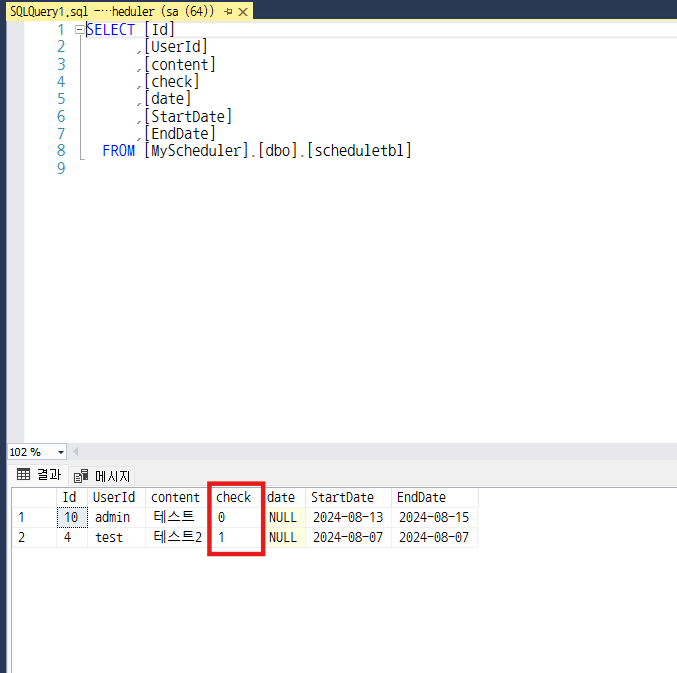 SQLQuery1.sql -...heduler (sa (64))
1 SELECT [Id]
2 ,[UserId]
3 ,[content]
4 ,[check]
5 ,[date]
6 ,[StartDate]
7 ,[EndDate]
8 FROM [MyScheduler].[dbo].[scheduletbl]
9
102 %
결과 메시지
Id UserId content check date StartDate EndDate
1 10 admin 테스트 0 NULL 2024-08-13 2024-08-15
2 4 test 테스트2 1 NULL 2024-08-07 2024-08-07